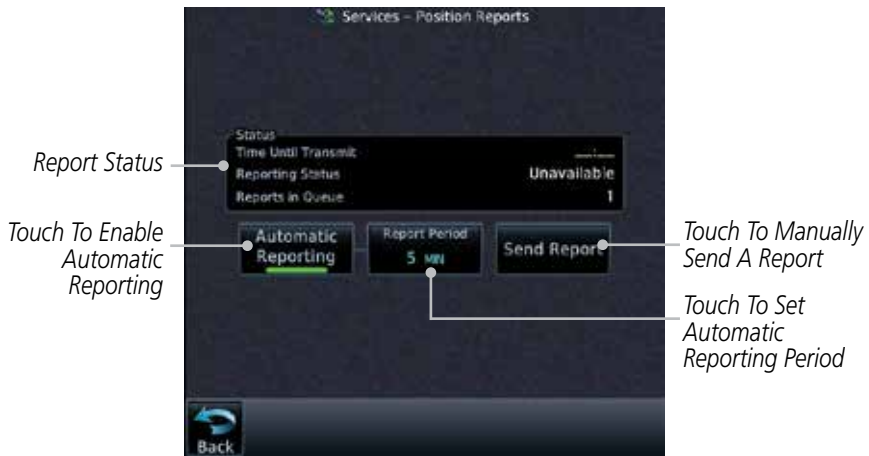 Services – Position Reports
Status
Time Until Transmit __:__
Reporting Status Unavailable
Reports in Queue 1
Report Status
Touch To Enable
Automatic
Reporting
Automatic
Reporting
Report Period
5 MIN
Send Report
Touch To Manually
Send A Report
Touch To Set
Automatic
Reporting Period
Back